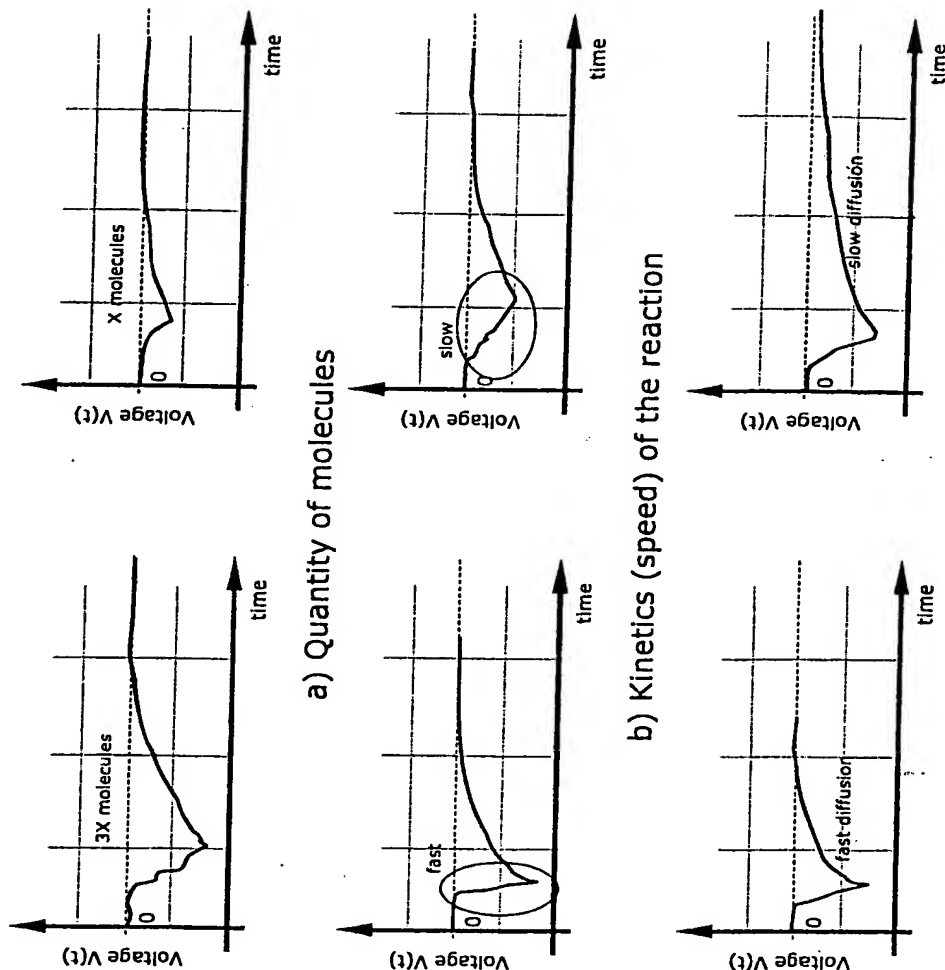 Voltage V(t)
0
3X molecules
time
Voltage V(t)
0
X molecules
time
a) Quantity of molecules
Voltage V(t)
0
fast
time
Voltage V(t)
0
slow
time
b) Kinetics (speed) of the reaction
Voltage V(t)
0
fast diffusion
time
Voltage V(t)
0
slow diffusion
time